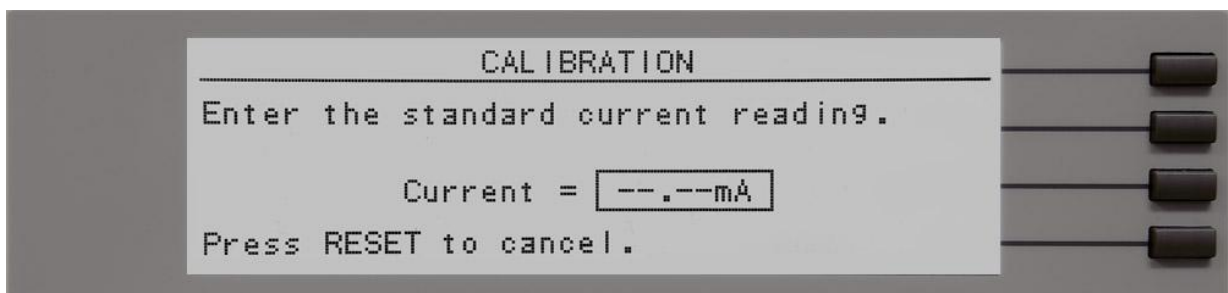 CALIBRATION
Enter the standard current reading.
Current = --.--mA
Press RESET to cancel.